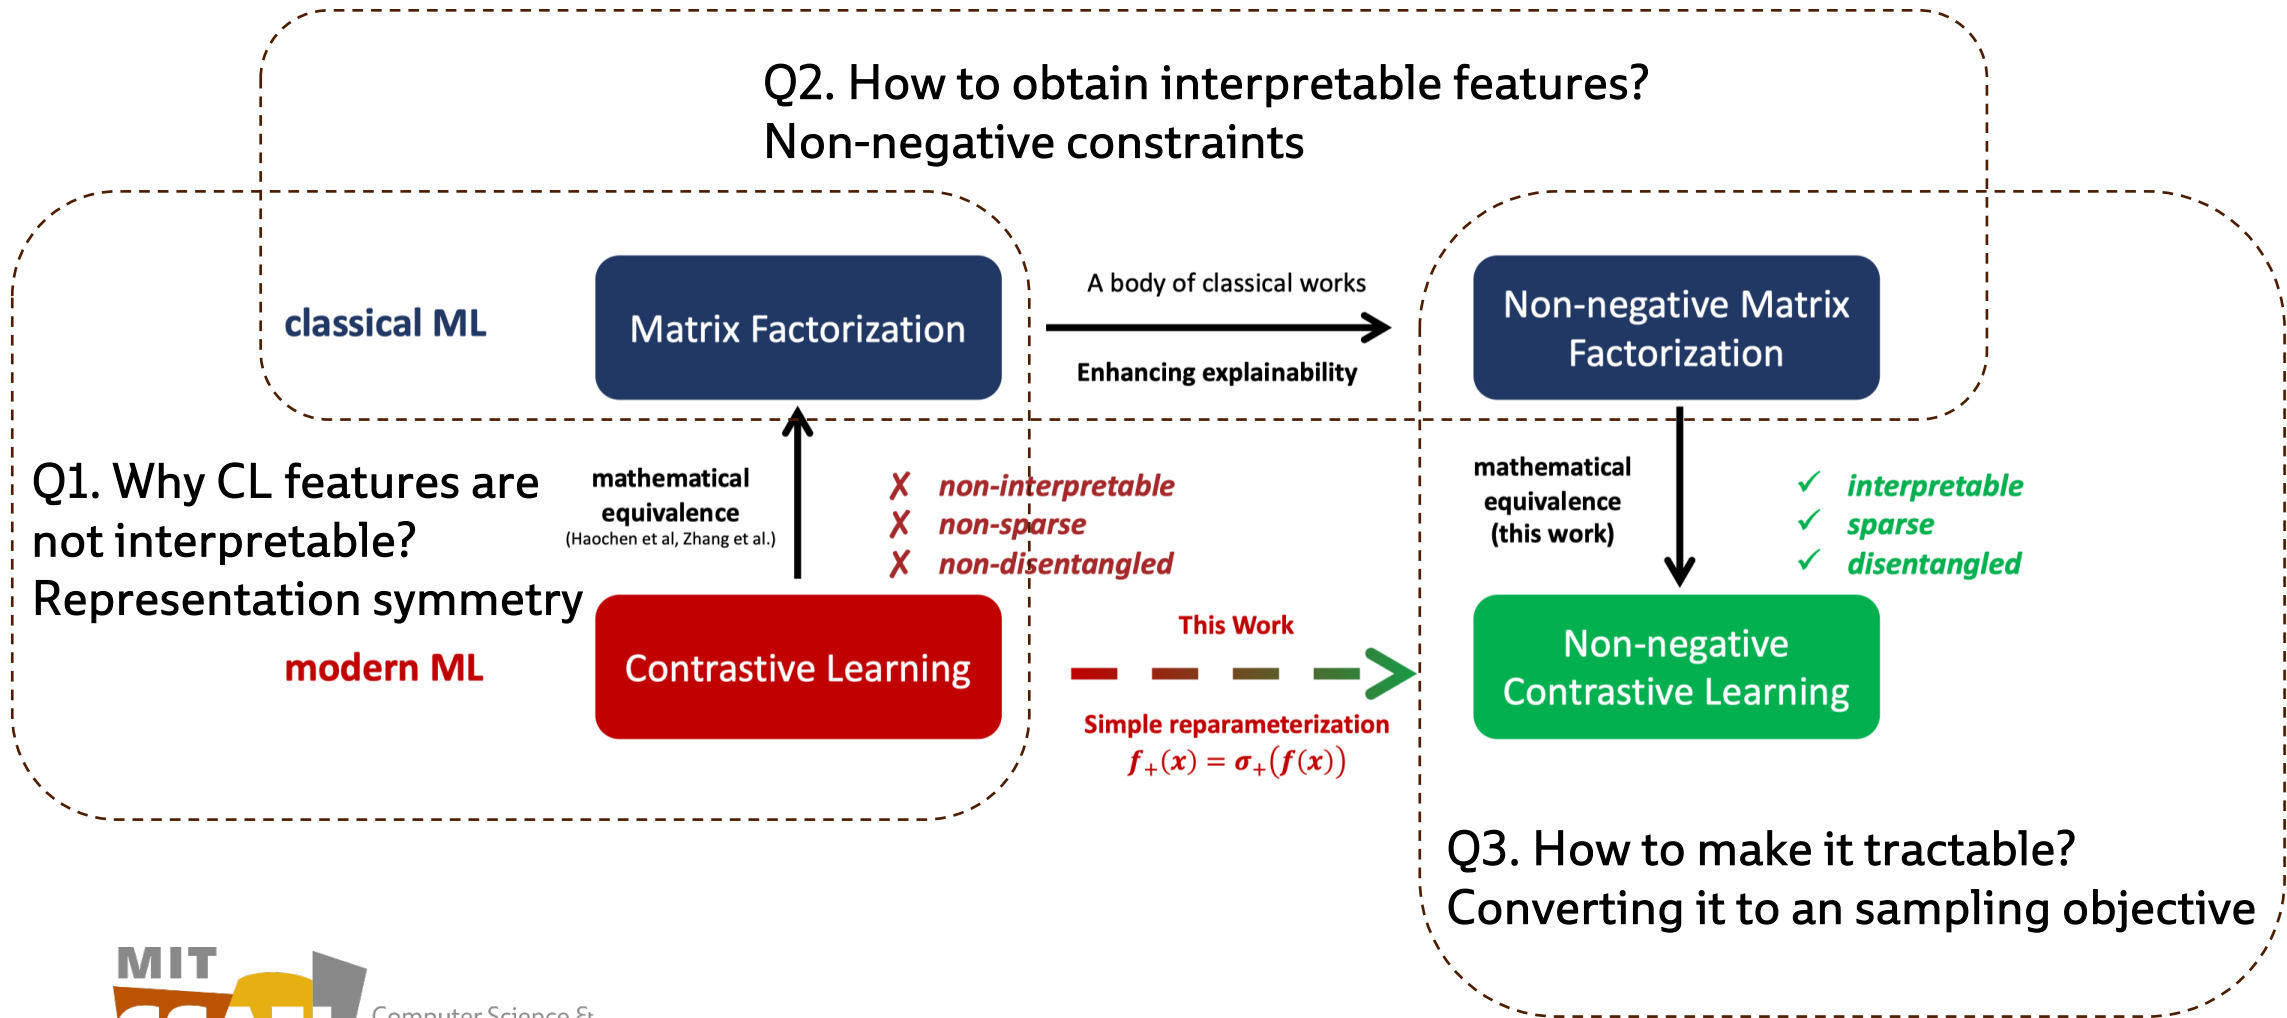 Q2. How to obtain interpretable features?
Non-negative constraints
classical ML
Matrix Factorization
A body of classical works
Enhancing explainability
Non-negative Matrix
Factorization
Q1. Why CL features are
not interpretable?
Representation symmetry
mathematical
equivalence
(Haochen et al, Zhang et al.)
✗ non-interpretable
✗ non-sparse
✗ non-disentangled
mathematical
equivalence
(this work)
✓ interpretable
✓ sparse
✓ disentangled
modern ML
Contrastive Learning
This Work
Simple reparameterization
f₊(x) = σ₊(f(x))
Non-negative
Contrastive Learning
Q3. How to make it tractable?
Converting it to an sampling objective
MIT
CSAIL
Computer Science &